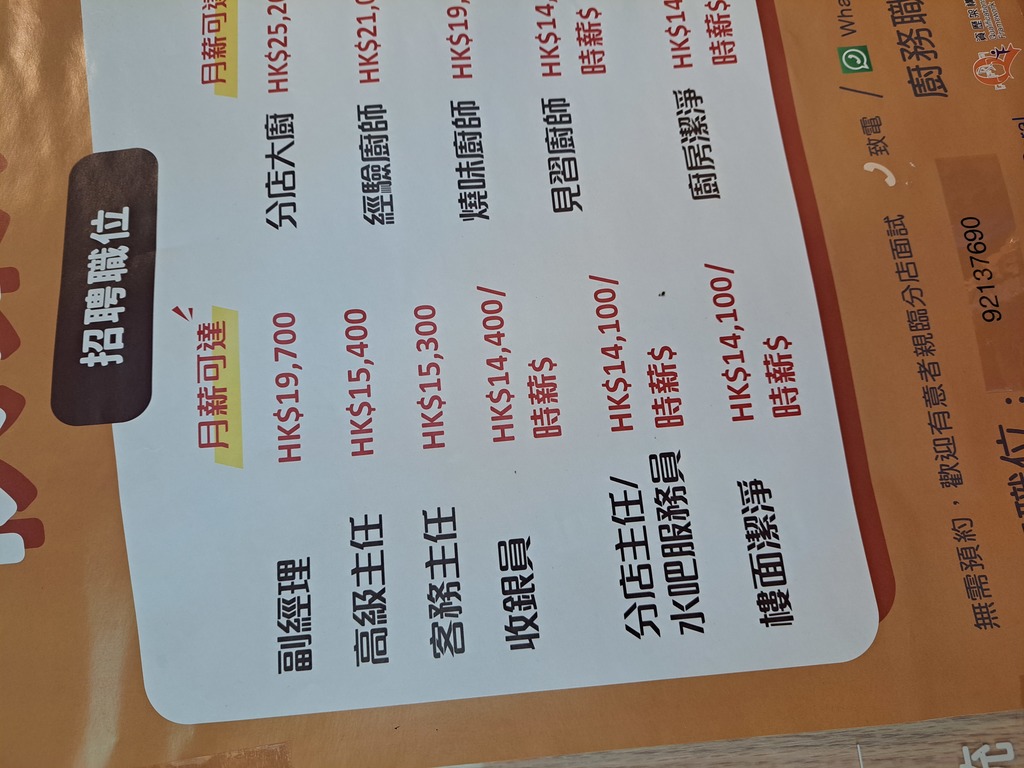 招聘職位
月薪可達
副經理 HK$19,700
高級主任 HK$15,400
客務主任 HK$15,300
收銀員 HK$14,400/
時薪$
分店主任/ HK$14,100/
水吧服務員 時薪$
樓面潔淨 HK$14,100/
時薪$
月薪可達
分店大廚 HK$25,20
經驗廚師 HK$21,0
燒味廚師 HK$19,
見習廚師 HK$14,
時薪$
廚房潔淨 HK$14
時薪$
無需預約，歡迎有意者親臨分店面試 致電 / Wha
92137690
職位：
廚務職